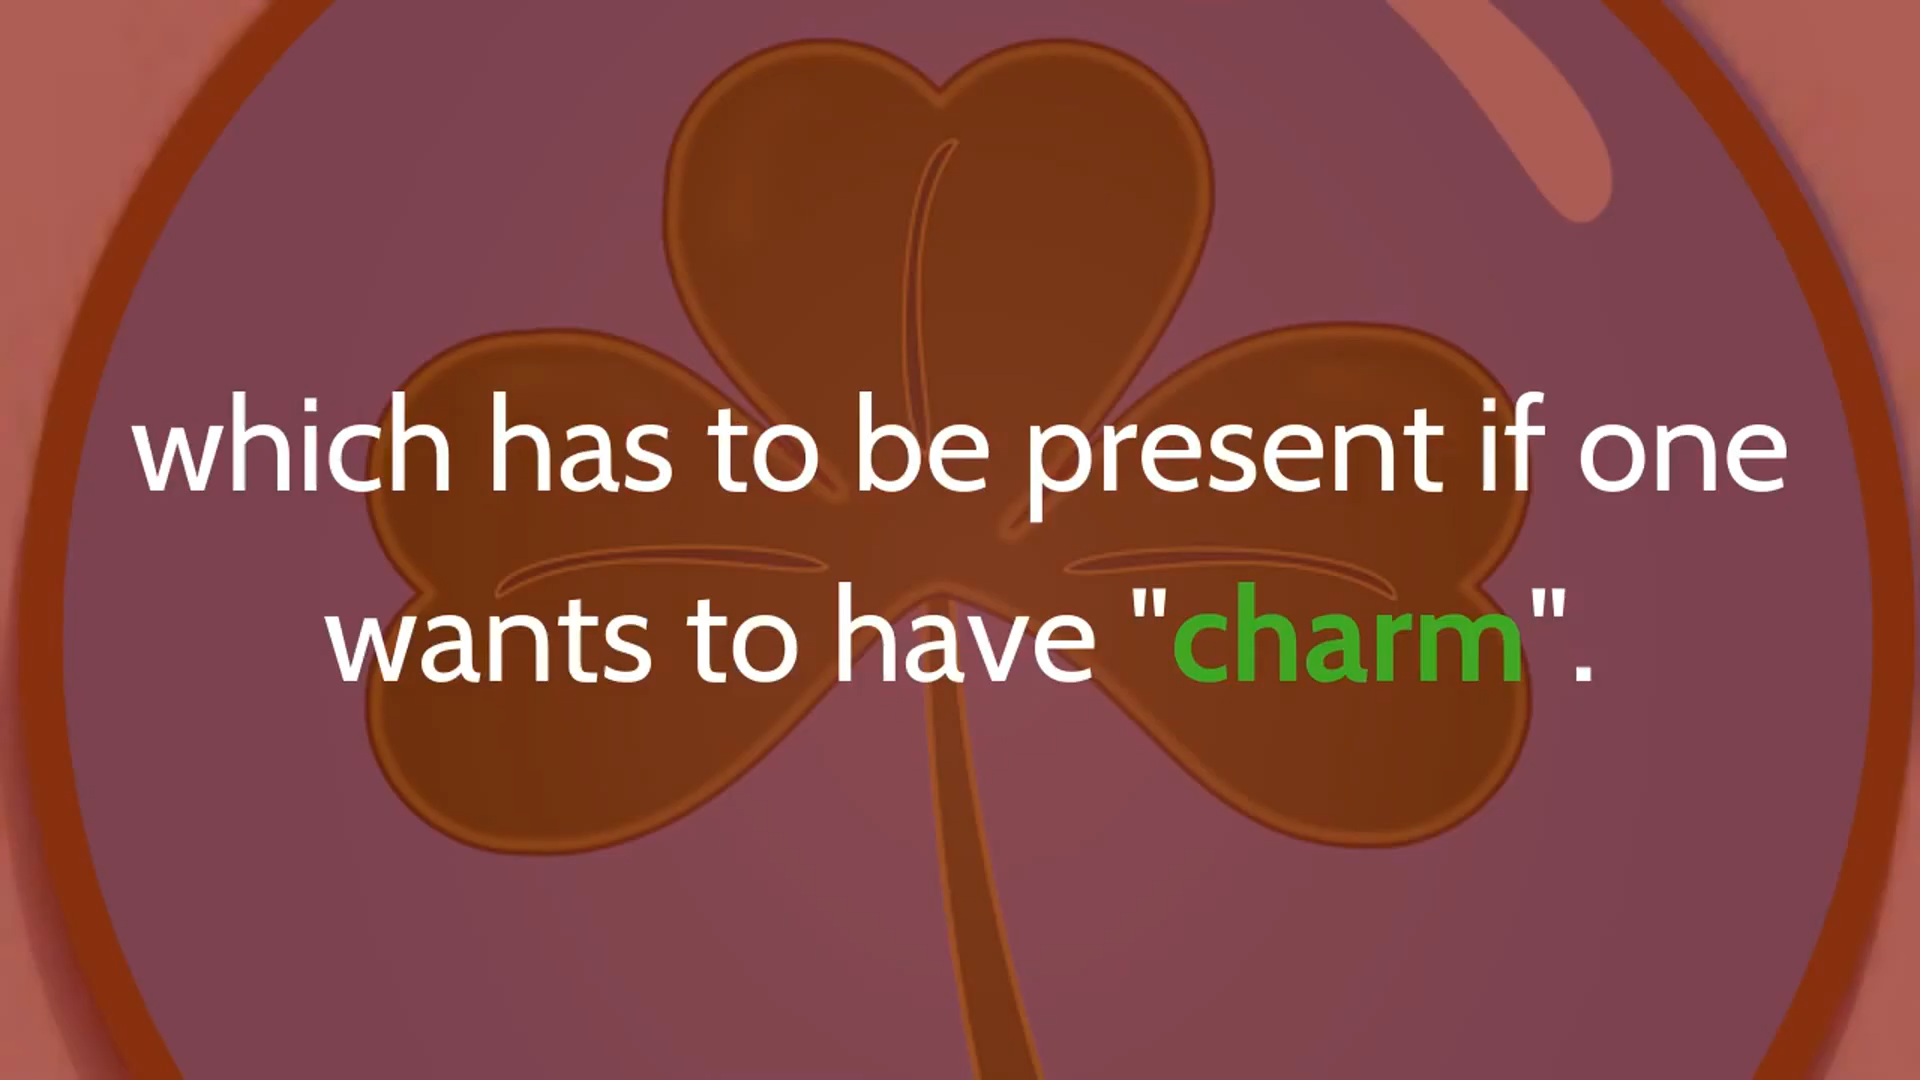 which has to be present if one
wants to have "charm".